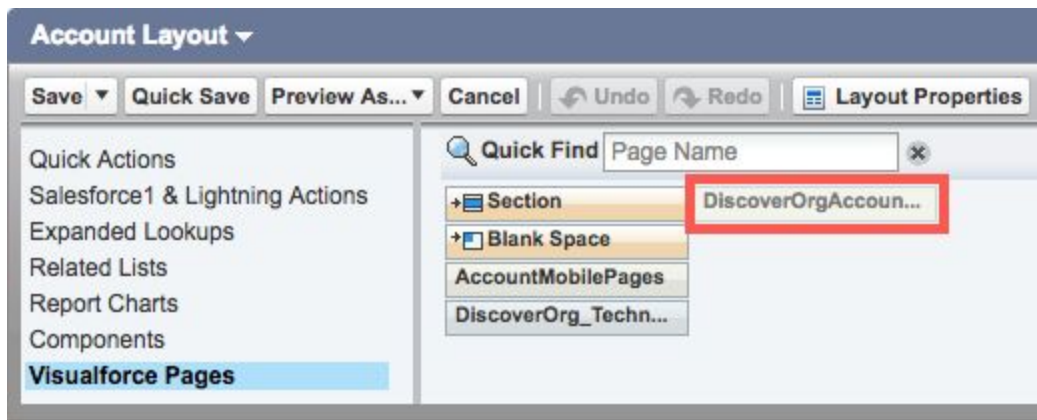 Account Layout
Save Quick Save Preview As... Cancel Undo Redo Layout Properties
Quick Actions
Salesforce1 & Lightning Actions
Expanded Lookups
Related Lists
Report Charts
Components
Visualforce Pages
Quick Find Page Name
Section DiscoverOrgAccoun...
Blank Space
AccountMobilePages
DiscoverOrg_Techn...